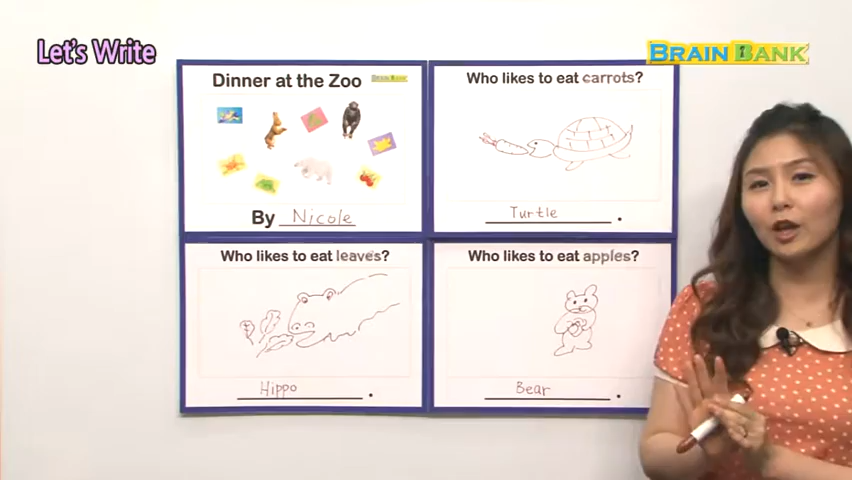 Let's Write
BRAIN BANK
Dinner at the Zoo
BRAIN BANK
By Nicole
Who likes to eat carrots?
Turtle .
Who likes to eat leaves?
Hippo .
Who likes to eat apples?
Bear .